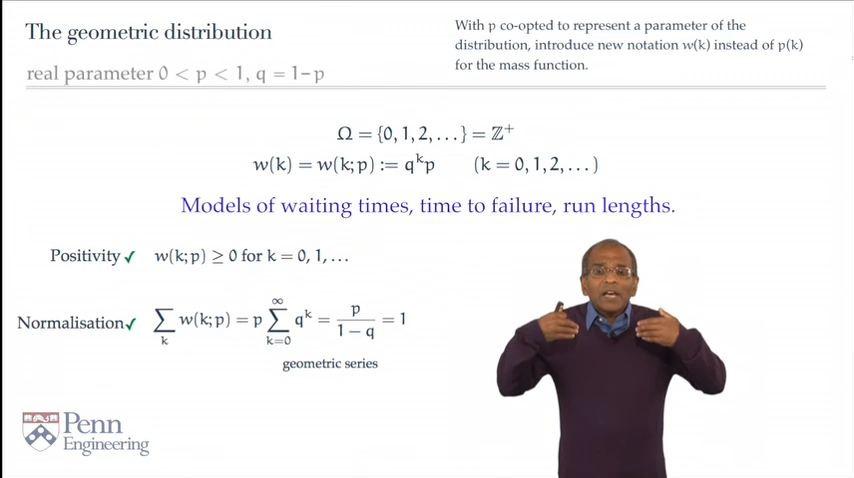 The geometric distribution
real parameter 0 < p < 1, q = 1−p
With p co-opted to represent a parameter of the
distribution, introduce new notation w(k) instead of p(k)
for the mass function.
Ω = {0, 1, 2, . . .} = ℤ⁺
w(k) = w(k; p) := qᵏp (k = 0, 1, 2, . . .)
Models of waiting times, time to failure, run lengths.
Positivity ✓ w(k; p) ≥ 0 for k = 0, 1, . . .
Normalisation ✓ ∑ₖ w(k; p) = p ∑_{k=0}^{∞} qᵏ = p/(1 − q) = 1
geometric series
Penn
Engineering